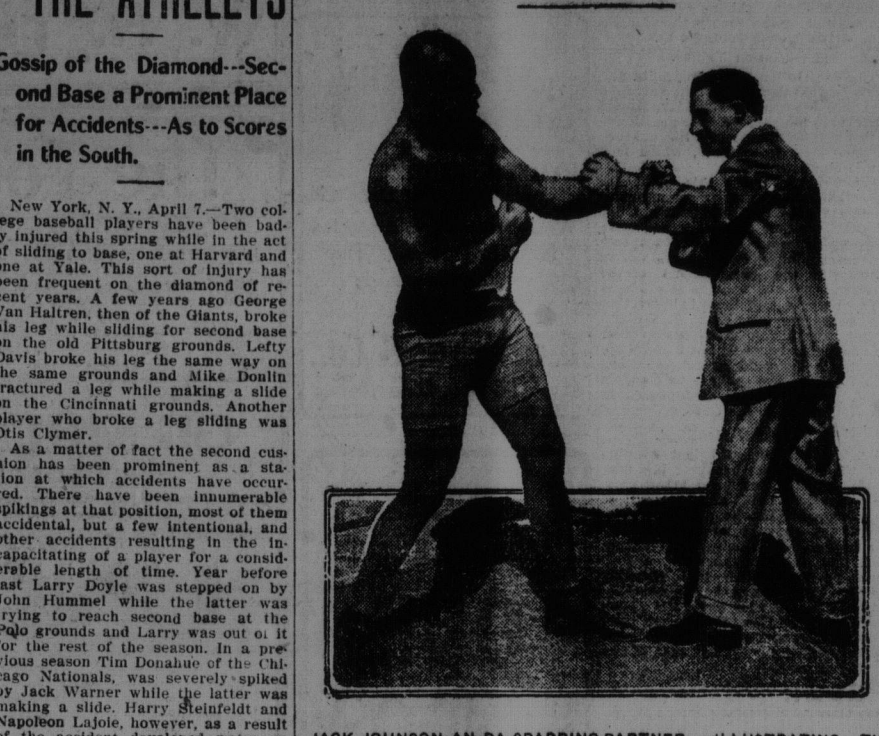 THE ATHLETS
Gossip of the Diamond---Sec-
ond Base a Prominent Place
for Accidents---As to Scores
in the South.
New York, N. Y., April 7.—Two col-
ege baseball players have been bad-
y injured this spring while in the act
of sliding to base, one at Harvard and
one at Yale. This sort of injury has
been frequent on the diamond of re-
cent years. A few years ago George
Van Haltren, then of the Giants, broke
his leg while sliding for second base
on the old Pittsburg grounds. Lefty
Davis broke his leg the same way on
the same grounds and Mike Donlin
fractured a leg while making a slide
on the Cincinnati grounds. Another
player who broke a leg sliding was
Otis Clymer.
As a matter of fact the second cus-
hion has been prominent as a sta-
tion at which accidents have occur-
red. There have been innumerable
spikings at that position, most of them
accidental, but a few intentional, and
other accidents resulting in the in-
capacitating of a player for a consid-
erable length of time. Year before
last Larry Doyle was stepped on by
John Hummel while the latter was
trying to reach second base at the
Polo grounds and Larry was out of it
for the rest of the season. In a pre-
vious season Tim Donahue of the Chi-
cago Nationals, was severely spiked
by Jack Warner while the latter was
making a slide. Harry Steinfeldt and
Napoleon Lajoie, however, as a result
of the accident developed
JACK JOHNSON SPARRING PARTNER ILLUSTRATING